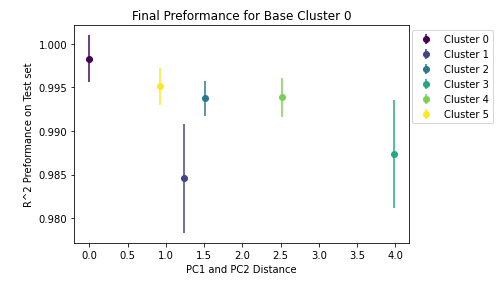 Final Preformance for Base Cluster 0
R^2 Preformance on Test set
1.000
0.995
0.990
0.985
0.980
0.0 0.5 1.0 1.5 2.0 2.5 3.0 3.5 4.0
PC1 and PC2 Distance
Cluster 0
Cluster 1
Cluster 2
Cluster 3
Cluster 4
Cluster 5